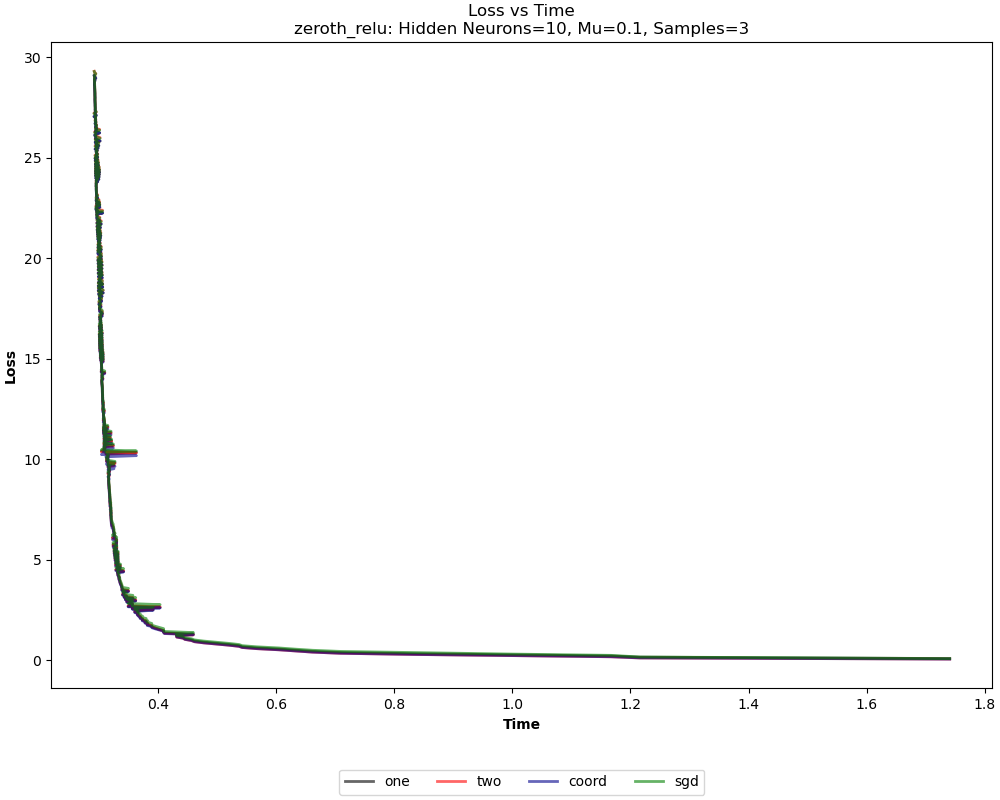 Loss vs Time
zeroth_relu: Hidden Neurons=10, Mu=0.1, Samples=3
30
25
20
15
10
5
0
Loss
0.4 0.6 0.8 1.0 1.2 1.4 1.6 1.8
Time
one two coord sgd